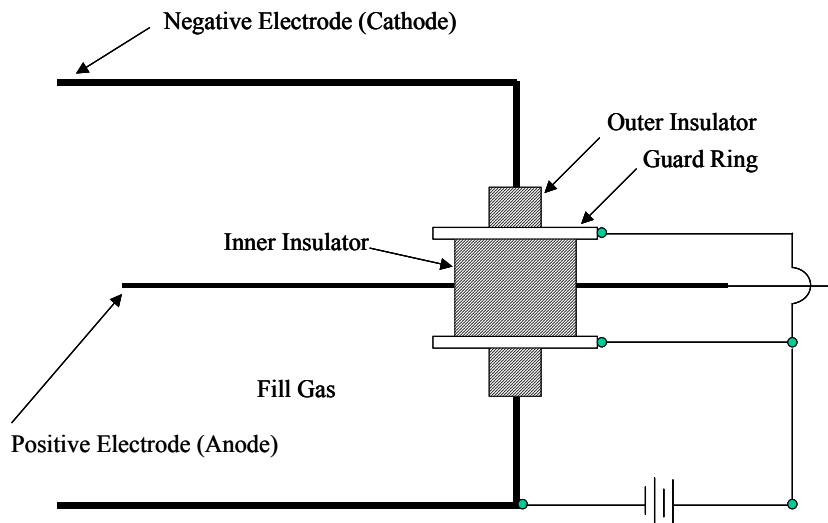 Negative Electrode (Cathode)
Outer Insulator
Guard Ring
Inner Insulator
Fill Gas
Positive Electrode (Anode)